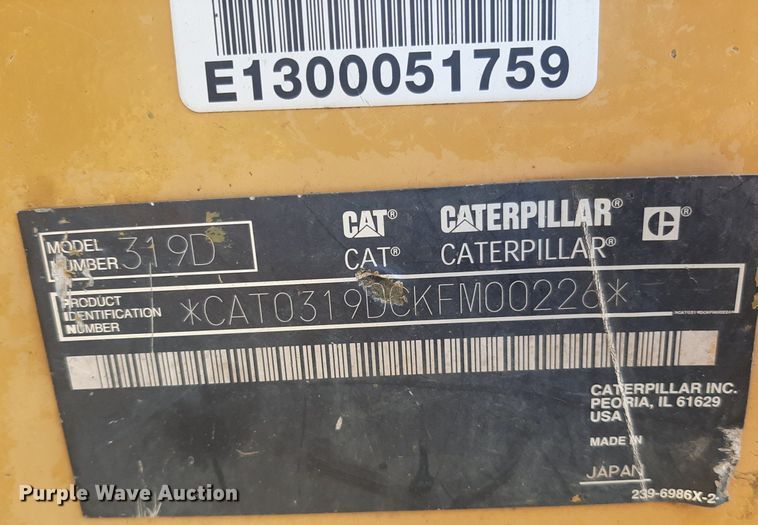 E1300051759
CAT® CATERPILLAR® C®
CAT® CATERPILLAR®
MODEL NUMBER 319D
PRODUCT IDENTIFICATION NUMBER *CAT0319DCKFM00226*
CATERPILLAR INC.
PEORIA, IL 61629
USA
MADE IN
JAPAN
239-6986X-2
Purple Wave Auction